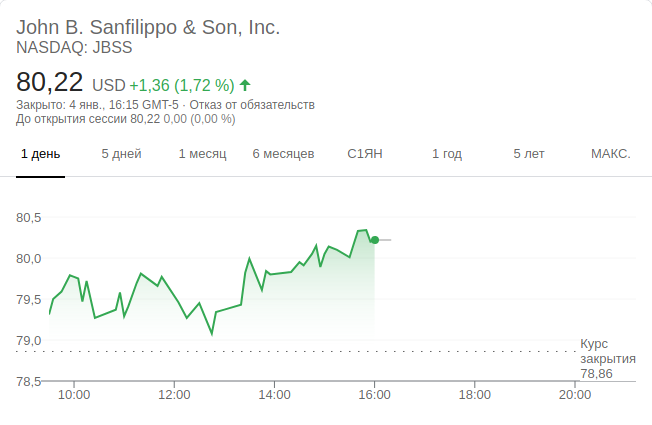 John B. Sanfilippo & Son, Inc.
NASDAQ: JBSS
80,22 USD +1,36 (1,72 %)
Закрыто: 4 янв., 16:15 GMT-5 · Отказ от обязательств
До открытия сессии 80,22 0,00 (0,00 %)
1 день 5 дней 1 месяц 6 месяцев С1ЯН 1 год 5 лет МАКС.
80,5
80,0
79,5
79,0
Курс
закрытия
78,86
78,5
10:00 12:00 14:00 16:00 18:00 20:00